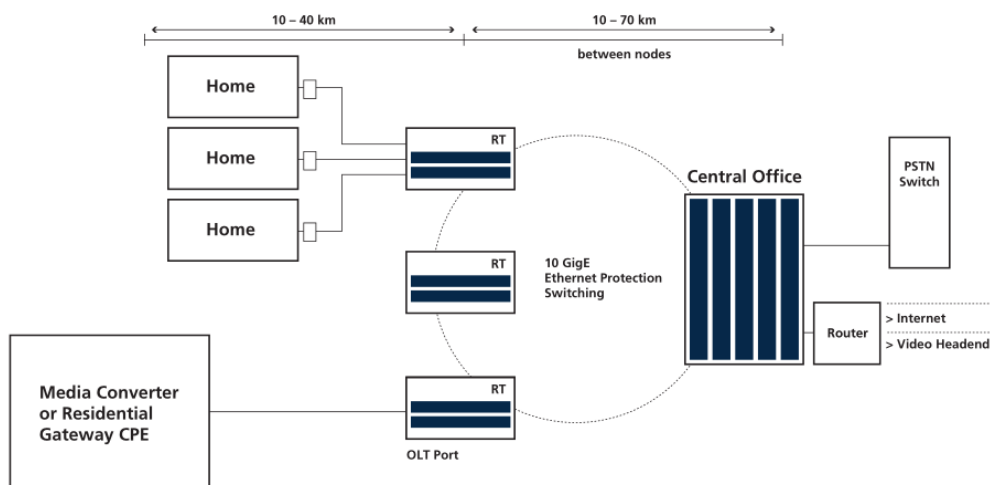 10 – 40 km
10 – 70 km
between nodes
Home
Home
Home
RT
RT
RT
OLT Port
10 GigE
Ethernet Protection
Switching
Central Office
PSTN
Switch
Router
> Internet
> Video Headend
Media Converter
or Residential
Gateway CPE